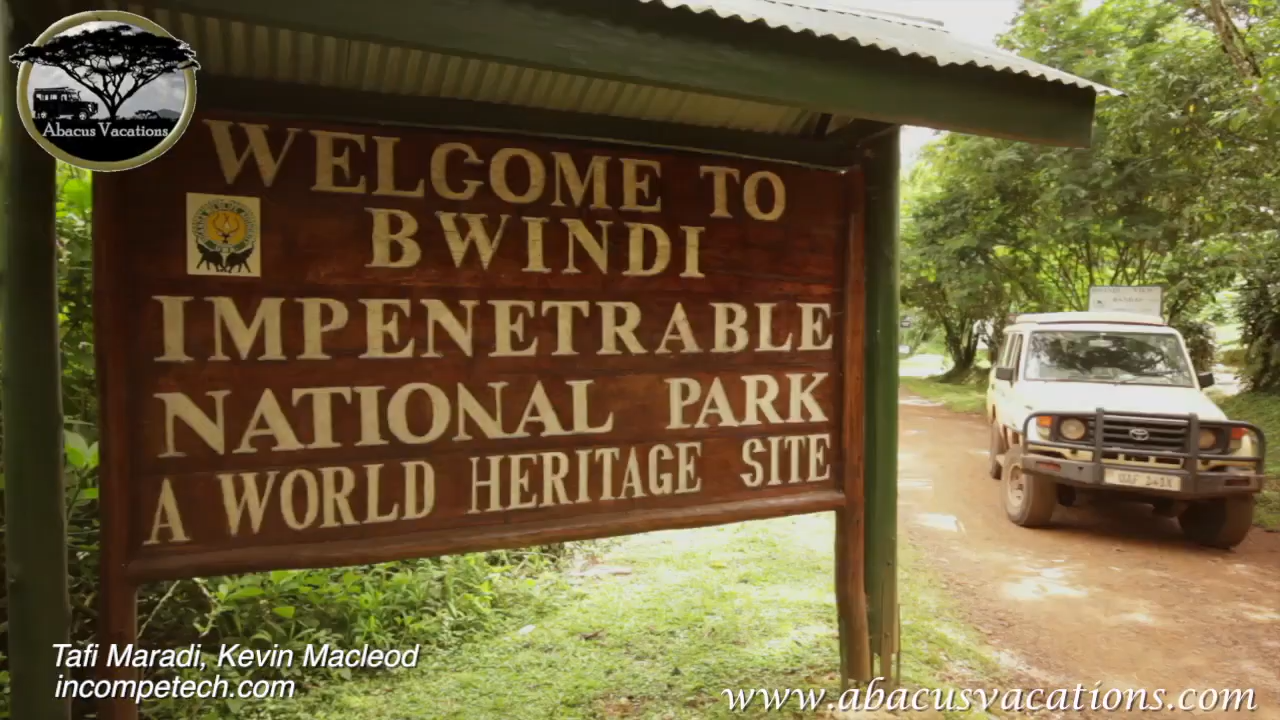 Abacus Vacations
WELCOME TO
BWINDI
IMPENETRABLE
NATIONAL PARK
A WORLD HERITAGE SITE
Tafi Maradi, Kevin Macleod
incompetech.com
www.abacusvacations.com